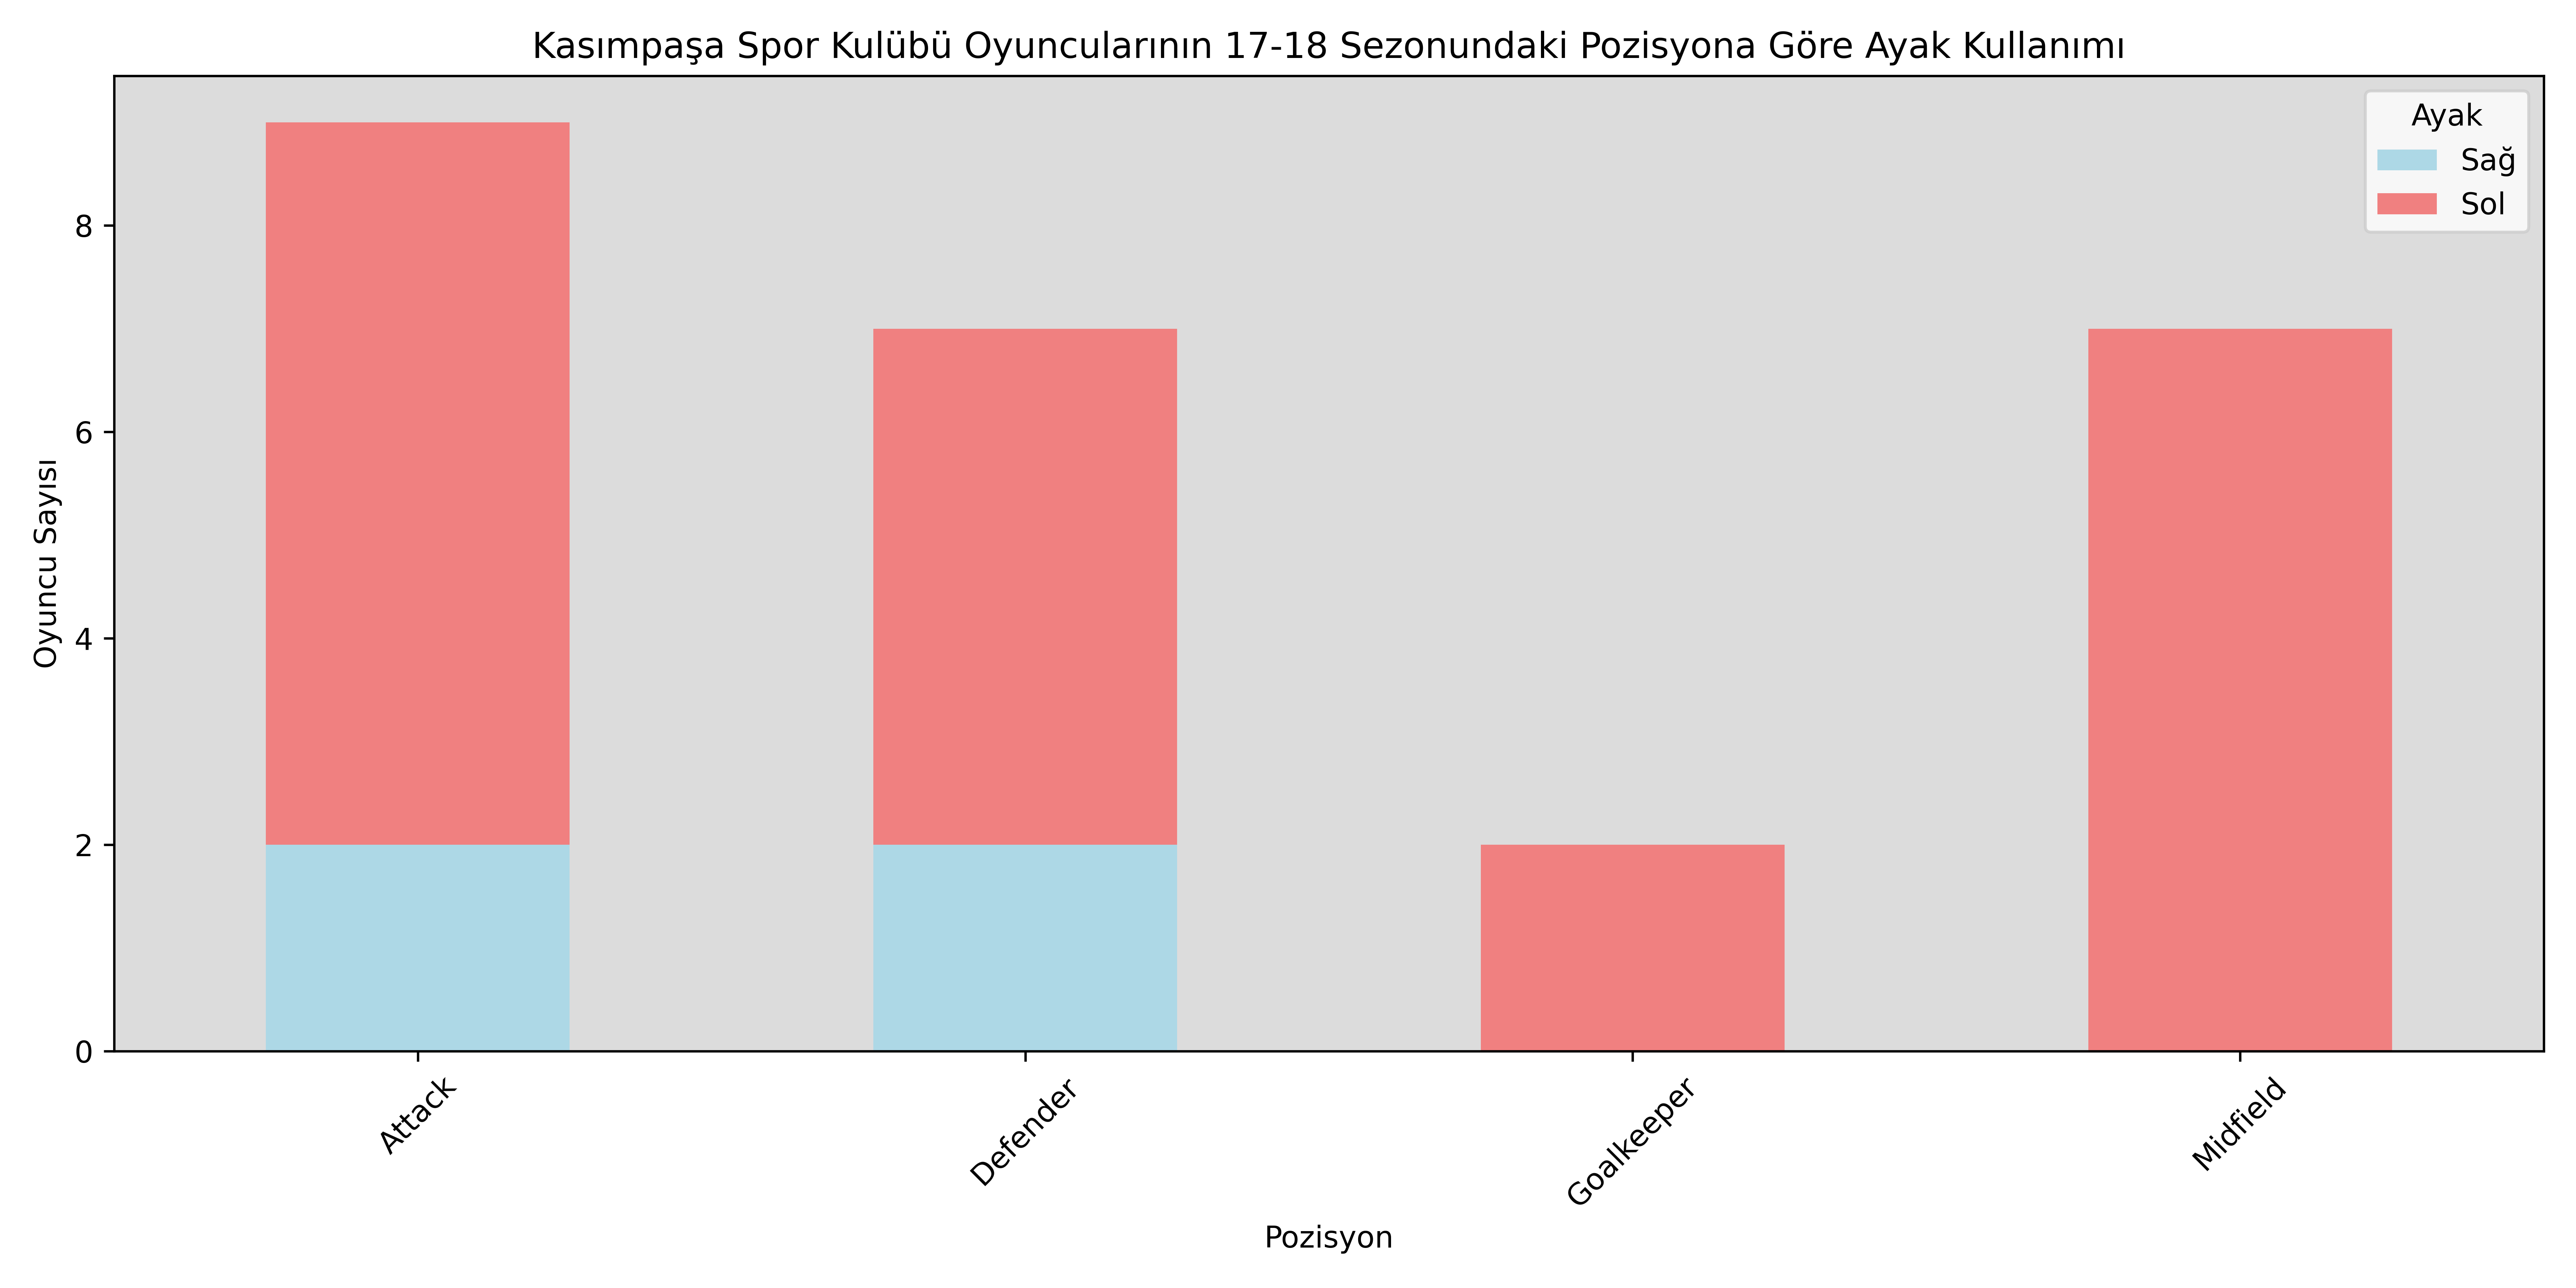 Kasımpaşa Spor Kulübü Oyuncularının 17-18 Sezonundaki Pozisyona Göre Ayak Kullanımı
Ayak
Sağ
Sol
8
6
4
2
0
Oyuncu Sayısı
Attack
Defender
Goalkeeper
Midfield
Pozisyon